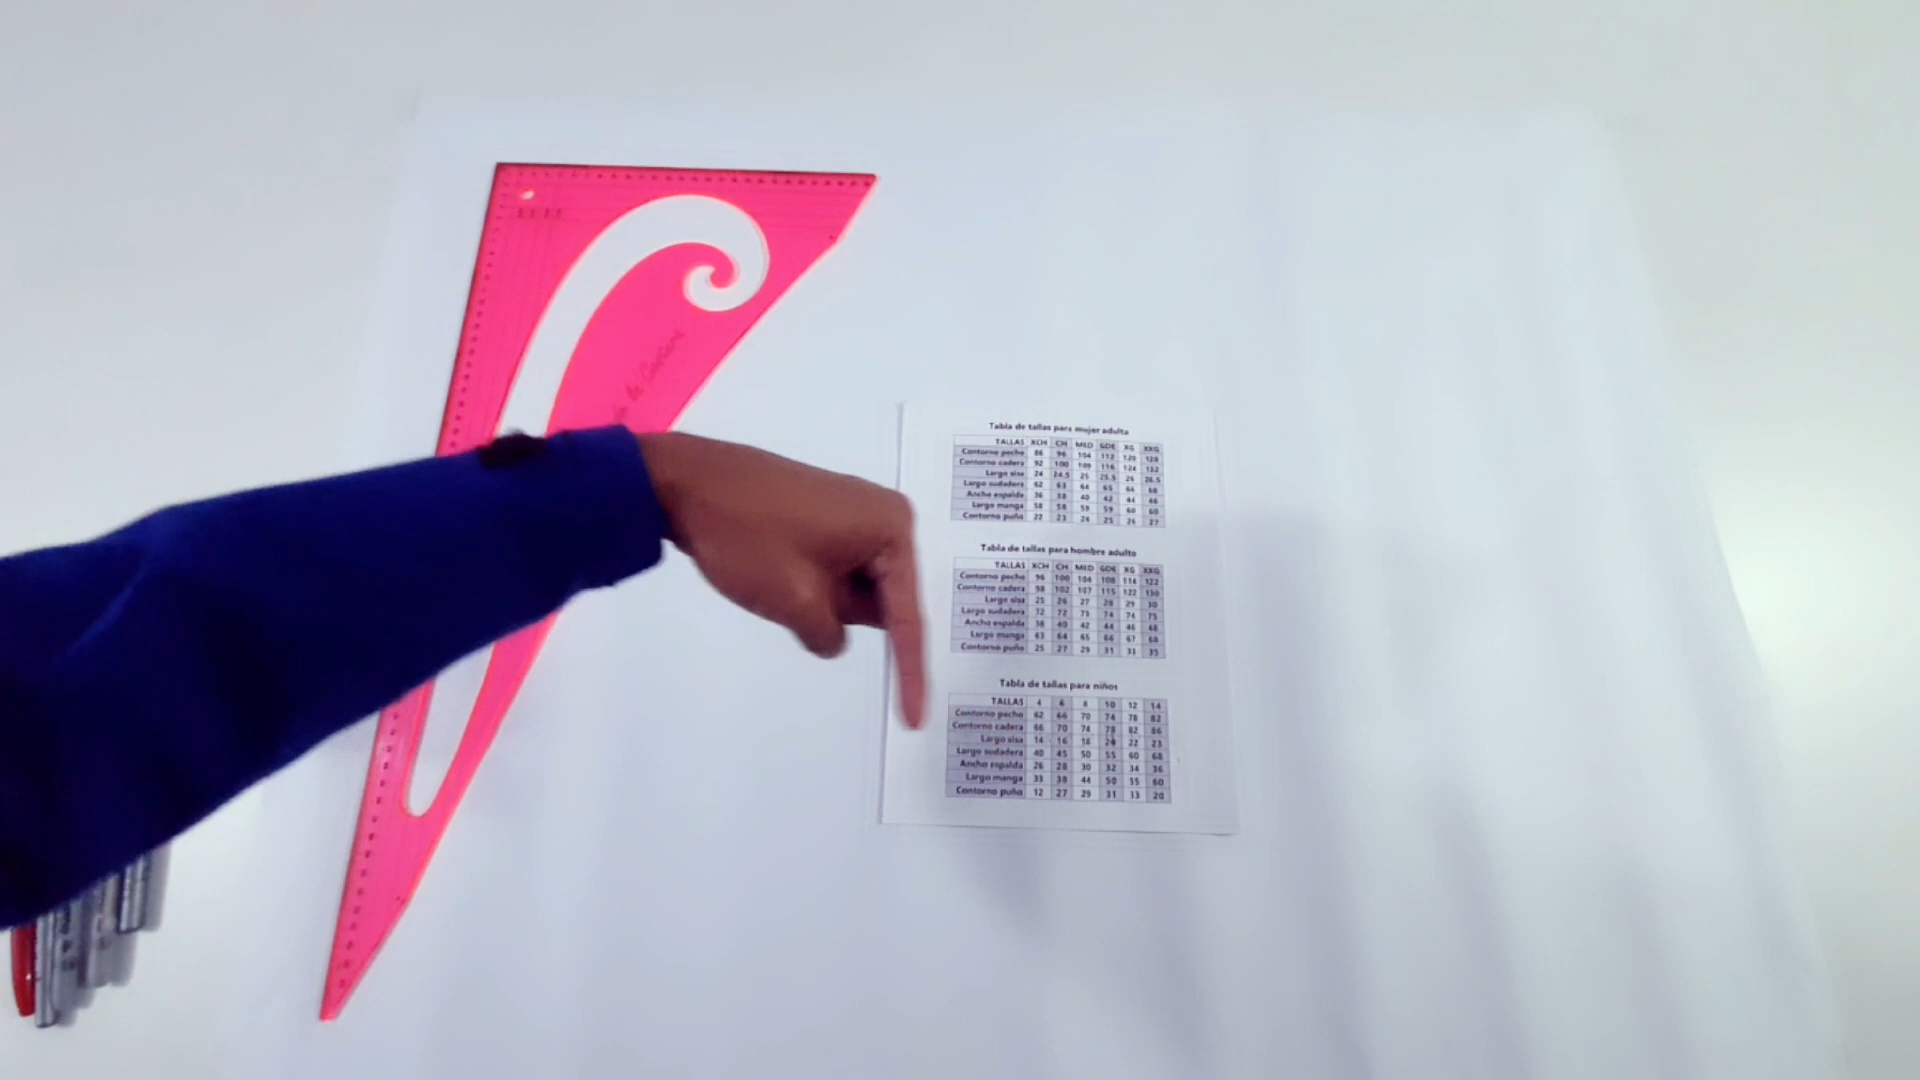 de Costura
Tabla de tallas para mujer adulta
TALLAS XCH CH MED GDE XG XXG
Contorno pecho 86 96 104 112 120 128
Contorno cadera 92 100 109 116 124 132
Largo sisa 24 24.5 25 25.5 26 26.5
Largo sudadera 62 63 64 65 66 68
Ancho espalda 36 38 40 42 44 46
Largo manga 58 58 59 59 60 60
Contorno puño 22 23 24 25 26 27
Tabla de tallas para hombre adulto
TALLAS XCH CH MED GDE XG XXG
Contorno pecho 96 100 104 108 114 122
Contorno cadera 98 102 107 115 122 130
Largo sisa 25 26 27 28 29 30
Largo sudadera 72 72 73 74 74 75
Ancho espalda 38 40 42 44 46 68
Largo manga 63 64 65 66 67 68
Contorno puño 25 27 29 31 33 35
Tabla de tallas para niños
TALLAS 4 6 8 10 12 14
Contorno pecho 62 66 70 74 78 82
Contorno cadera 66 70 74 78 82 86
Largo sisa 14 16 18 20 22 23
Largo sudadera 40 45 50 55 60 68
Ancho espalda 26 28 30 32 34 36
Largo manga 33 38 44 50 55 60
Contorno puño 12 27 29 31 33 20